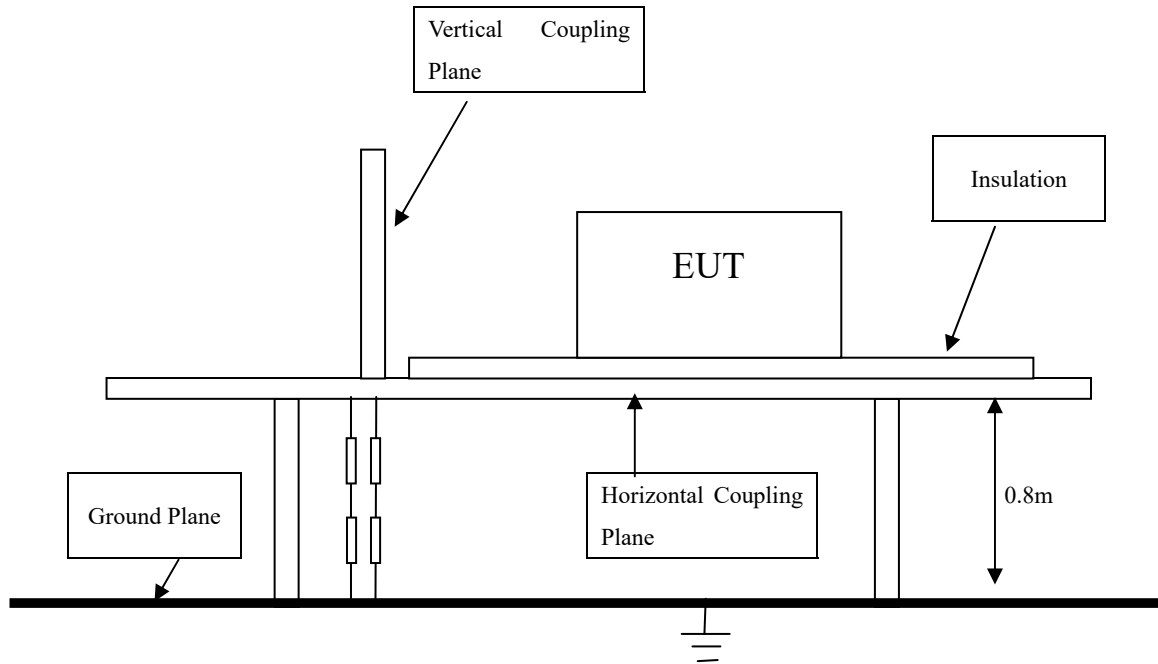 Vertical Coupling
Plane
Insulation
EUT
Ground Plane
Horizontal Coupling
Plane
0.8m